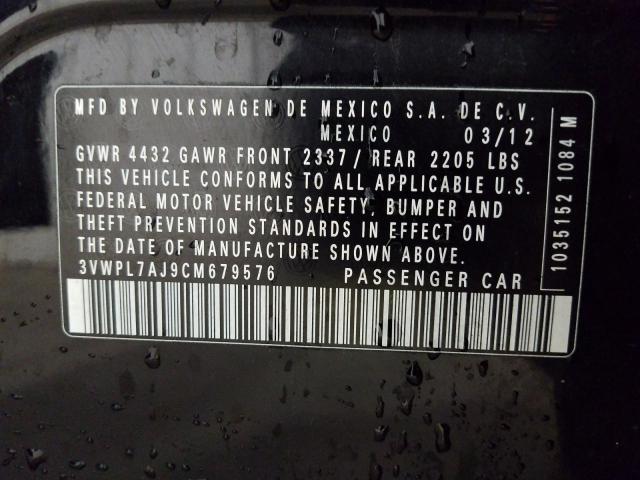 MFD BY VOLKSWAGEN DE MEXICO S.A. DE C.V.
MEXICO 03/12
GVWR 4432 GAWR FRONT 2337/ REAR 2205 LBS
THIS VEHICLE CONFORMS TO ALL APPLICABLE U.S.
FEDERAL MOTOR VEHICLE SAFETY, BUMPER AND
THEFT PREVENTION STANDARDS IN EFFECT ON
THE DATE OF MANUFACTURE SHOWN ABOVE.
3VWPL7AJ9CM679576 PASSENGER CAR
1035152 1084 M